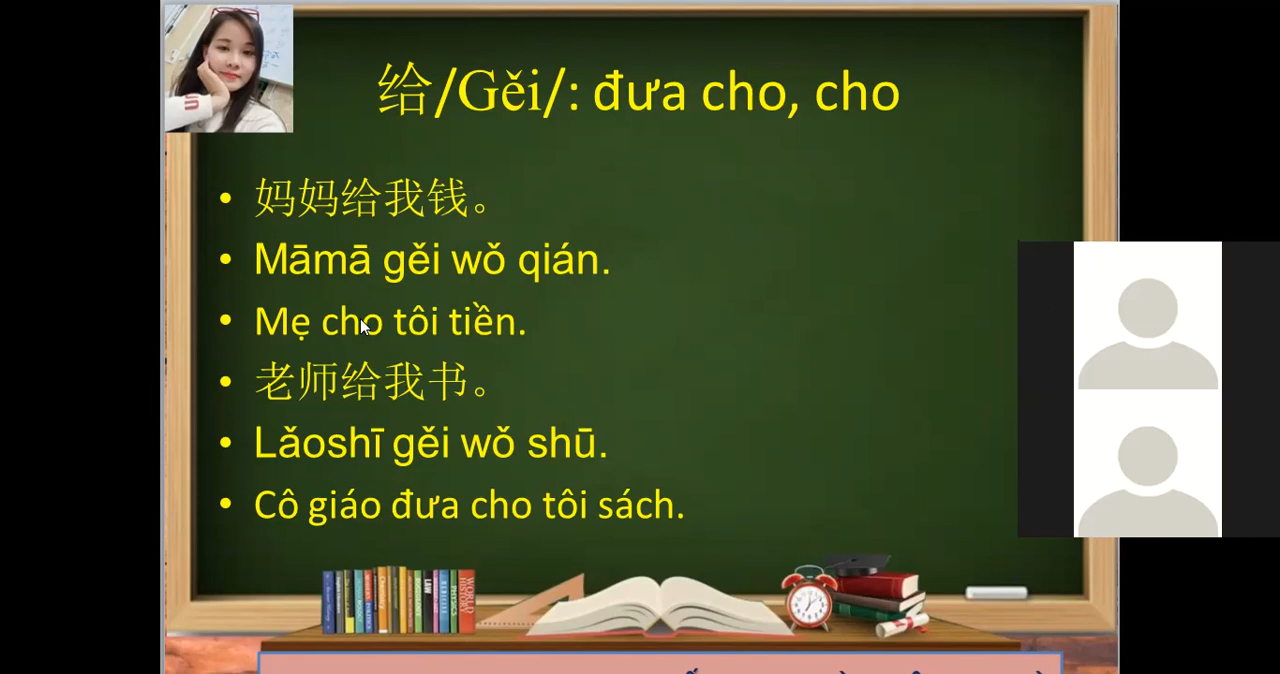 给/Gěi/: đưa cho, cho
• 妈妈给我钱。
• Māmā gěi wǒ qián.
• Mẹ cho tôi tiền.
• 老师给我书。
• Lǎoshī gěi wǒ shū.
• Cô giáo đưa cho tôi sách.